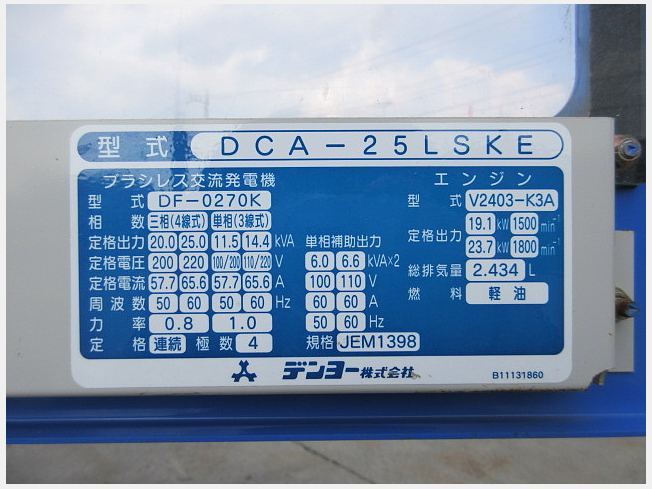 型式 DCA-25LSKE
ブラシレス交流発電機
型式 DF-0270K
相数 三相(4線式) 単相(3線式)
定格出力 20.0 25.0 11.5 14.4 kVA
定格電圧 200 220 100/200 110/220 V
定格電流 57.7 65.6 57.7 65.6 A
周波数 50 60 50 60 Hz
力率 0.8 1.0
定格 連続 極数 4
単相補助出力
6.0 6.6 kVA×2
100 110 V
60 60 A
50 60 Hz
規格 JEM1398
エンジン
型式 V2403-K3A
定格出力 19.1 kW 1500 min⁻¹
23.7 kW 1800 min⁻¹
総排気量 2.434 L
燃料 軽油
デンヨー株式会社
B11131860